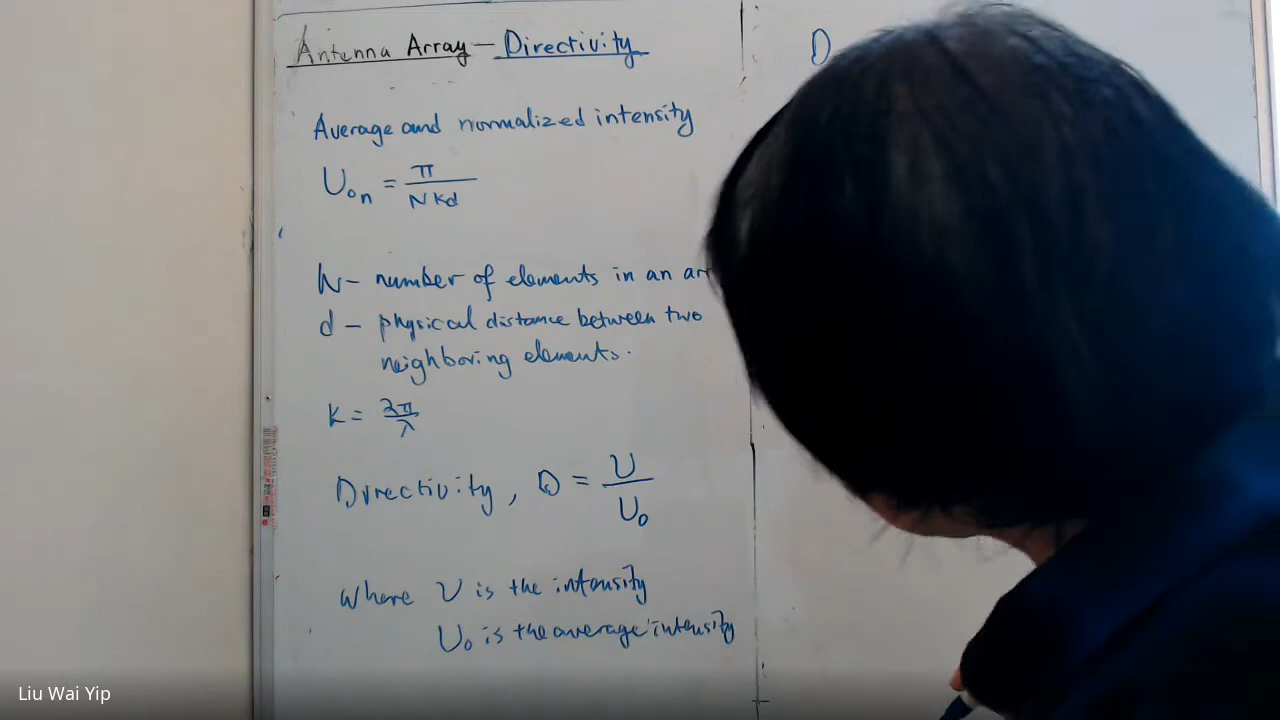 Antenna Array – Directivity
Average and normalized intensity
U₀ₙ = π / Nkd
N – number of elements in an arr
d – physical distance between two
neighboring elements.
k = 2π / λ
Directivity, D = U / U₀
Where U is the intensity
U₀ is the average intensity
D
Liu Wai Yip